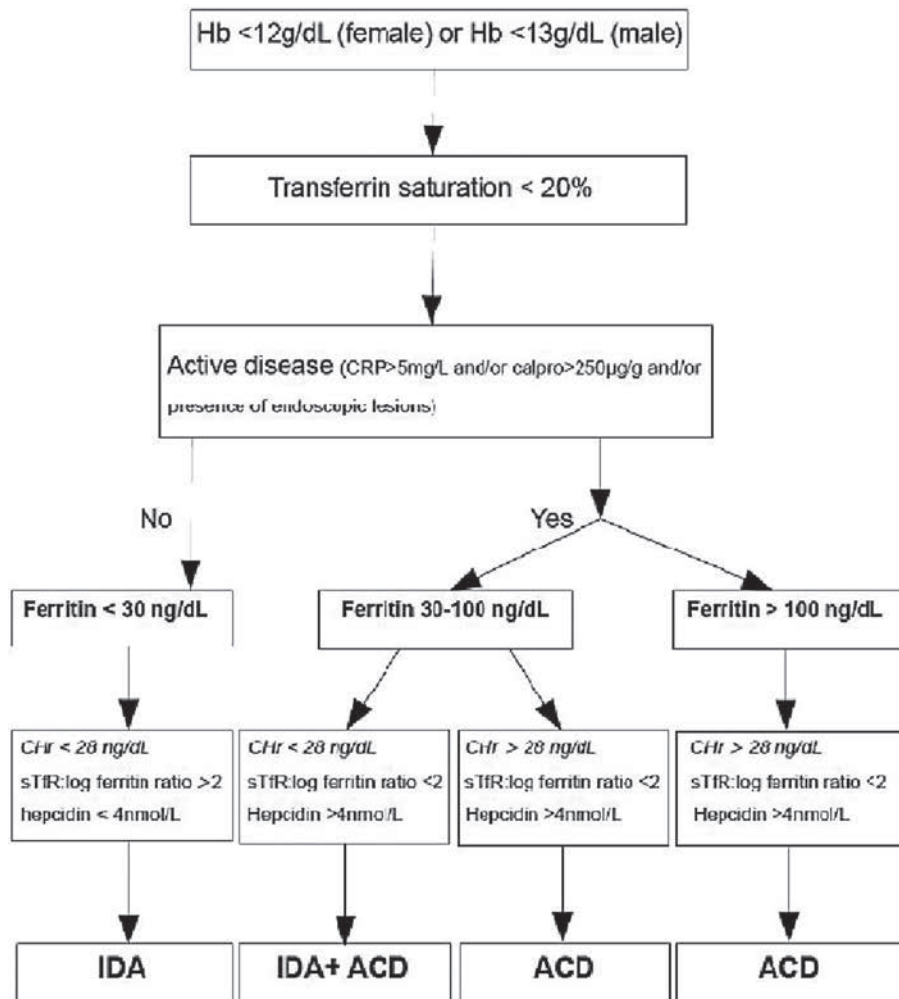 Hb <12g/dL (female) or Hb <13g/dL (male)
Transferrin saturation < 20%
Active disease (CRP>5mg/L and/or calpro>250µg/g and/or
presence of endoscopic lesions)
No
Yes
Ferritin < 30 ng/dL
Ferritin 30-100 ng/dL
Ferritin > 100 ng/dL
CHr < 28 ng/dL
sTfR:log ferritin ratio >2
hepcidin < 4nmol/L
CHr < 28 ng/dL
sTfR:log ferritin ratio <2
Hepcidin >4nmol/L
CHr > 28 ng/dL
sTfR:log ferritin ratio <2
Hepcidin >4nmol/L
CHr > 28 ng/dL
sTfR:log ferritin ratio <2
Hepcidin >4nmol/L
IDA
IDA+ ACD
ACD
ACD